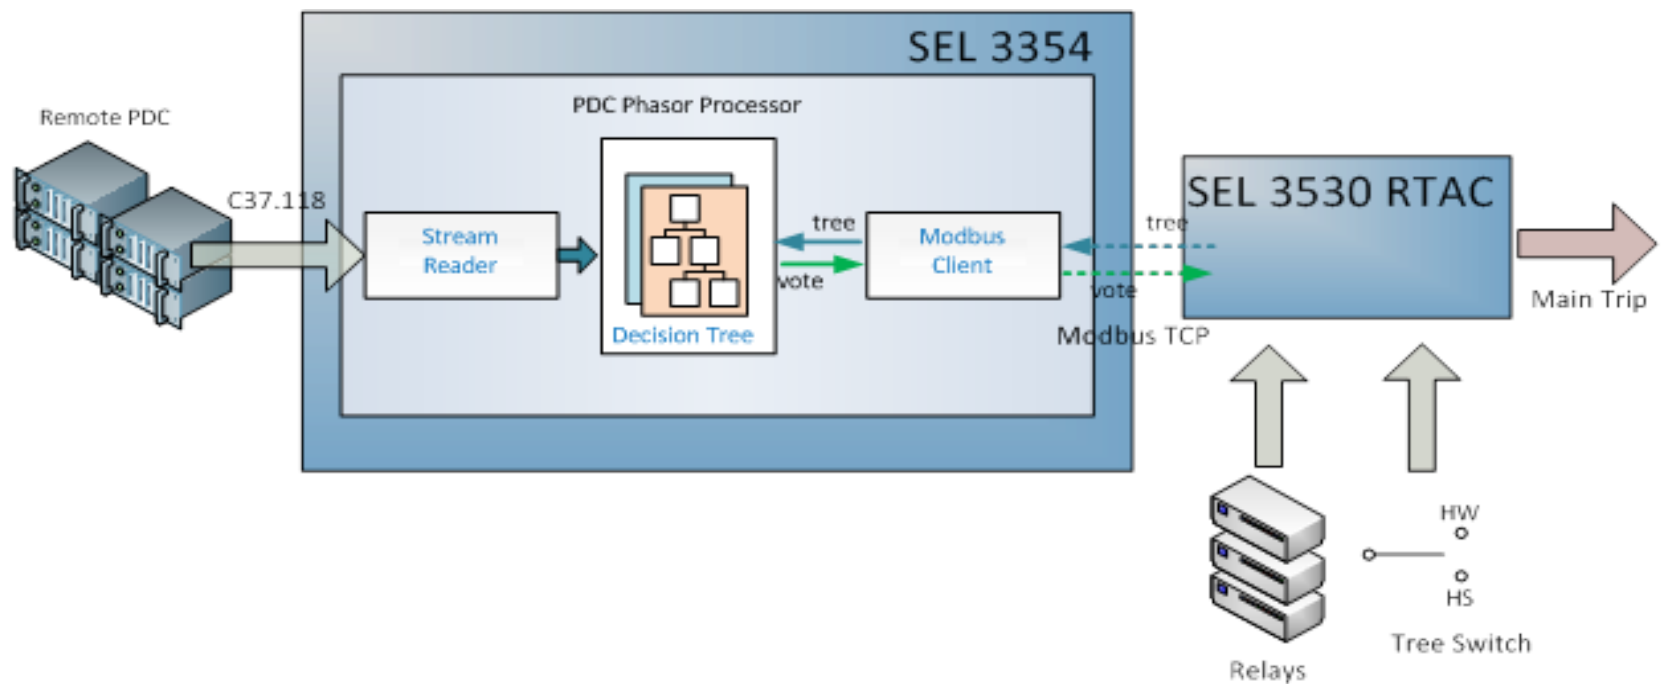 SEL 3354
PDC Phasor Processor
Remote PDC
C37.118
Stream
Reader
Decision Tree
tree
vote
Modbus
Client
tree
vote
Modbus TCP
SEL 3530 RTAC
Main Trip
HW
HS
Tree Switch
Relays